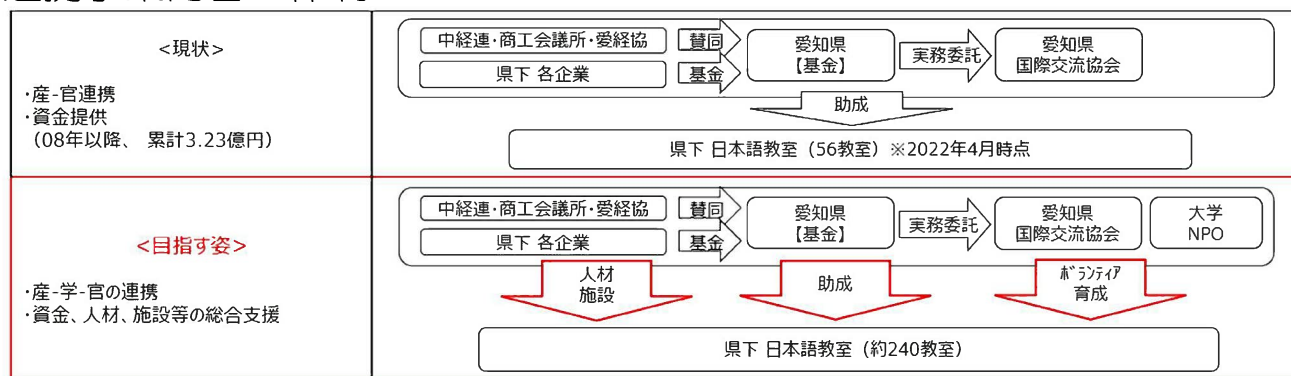 <現状>
・産-官連携
・資金提供
（08年以降、 累計3.23億円）
中経連・商工会議所・愛経協
県下 各企業
賛同
基金
愛知県
【基金】
実務委託
愛知県
国際交流協会
助成
県下 日本語教室（56教室）※2022年4月時点
<目指す姿>
・産-学-官の連携
・資金、人材、施設等の総合支援
中経連・商工会議所・愛経協
県下 各企業
賛同
基金
愛知県
【基金】
実務委託
愛知県
国際交流協会
大学
NPO
人材
施設
助成
ﾎﾞﾗﾝﾃｨｱ
育成
県下 日本語教室（約240教室）